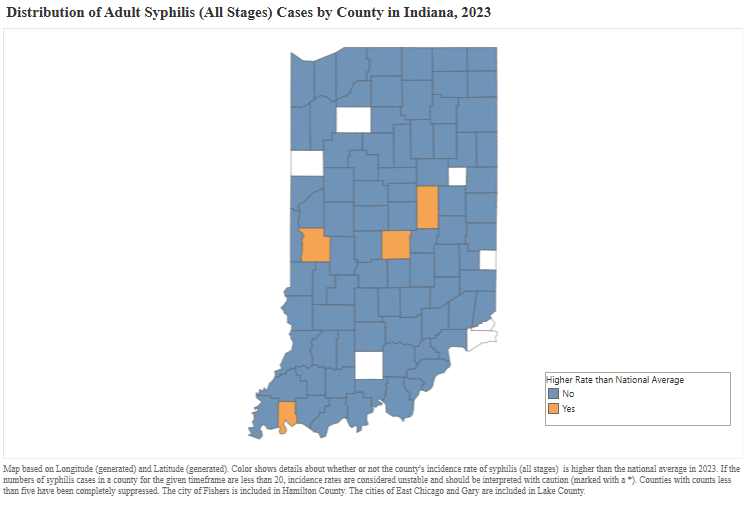 Distribution of Adult Syphilis (All Stages) Cases by County in Indiana, 2023
Higher Rate than National Average
No
Yes
Map based on Longitude (generated) and Latitude (generated). Color shows details about whether or not the county's incidence rate of syphilis (all stages)  is higher than the national average in 2023. If the
numbers of syphilis cases in a county for the given timeframe are less than 20, incidence rates are considered unstable and should be interpreted with caution (marked with a *). Counties with counts less
than five have been completely suppressed. The city of Fishers is included in Hamilton County. The cities of East Chicago and Gary are included in Lake County.